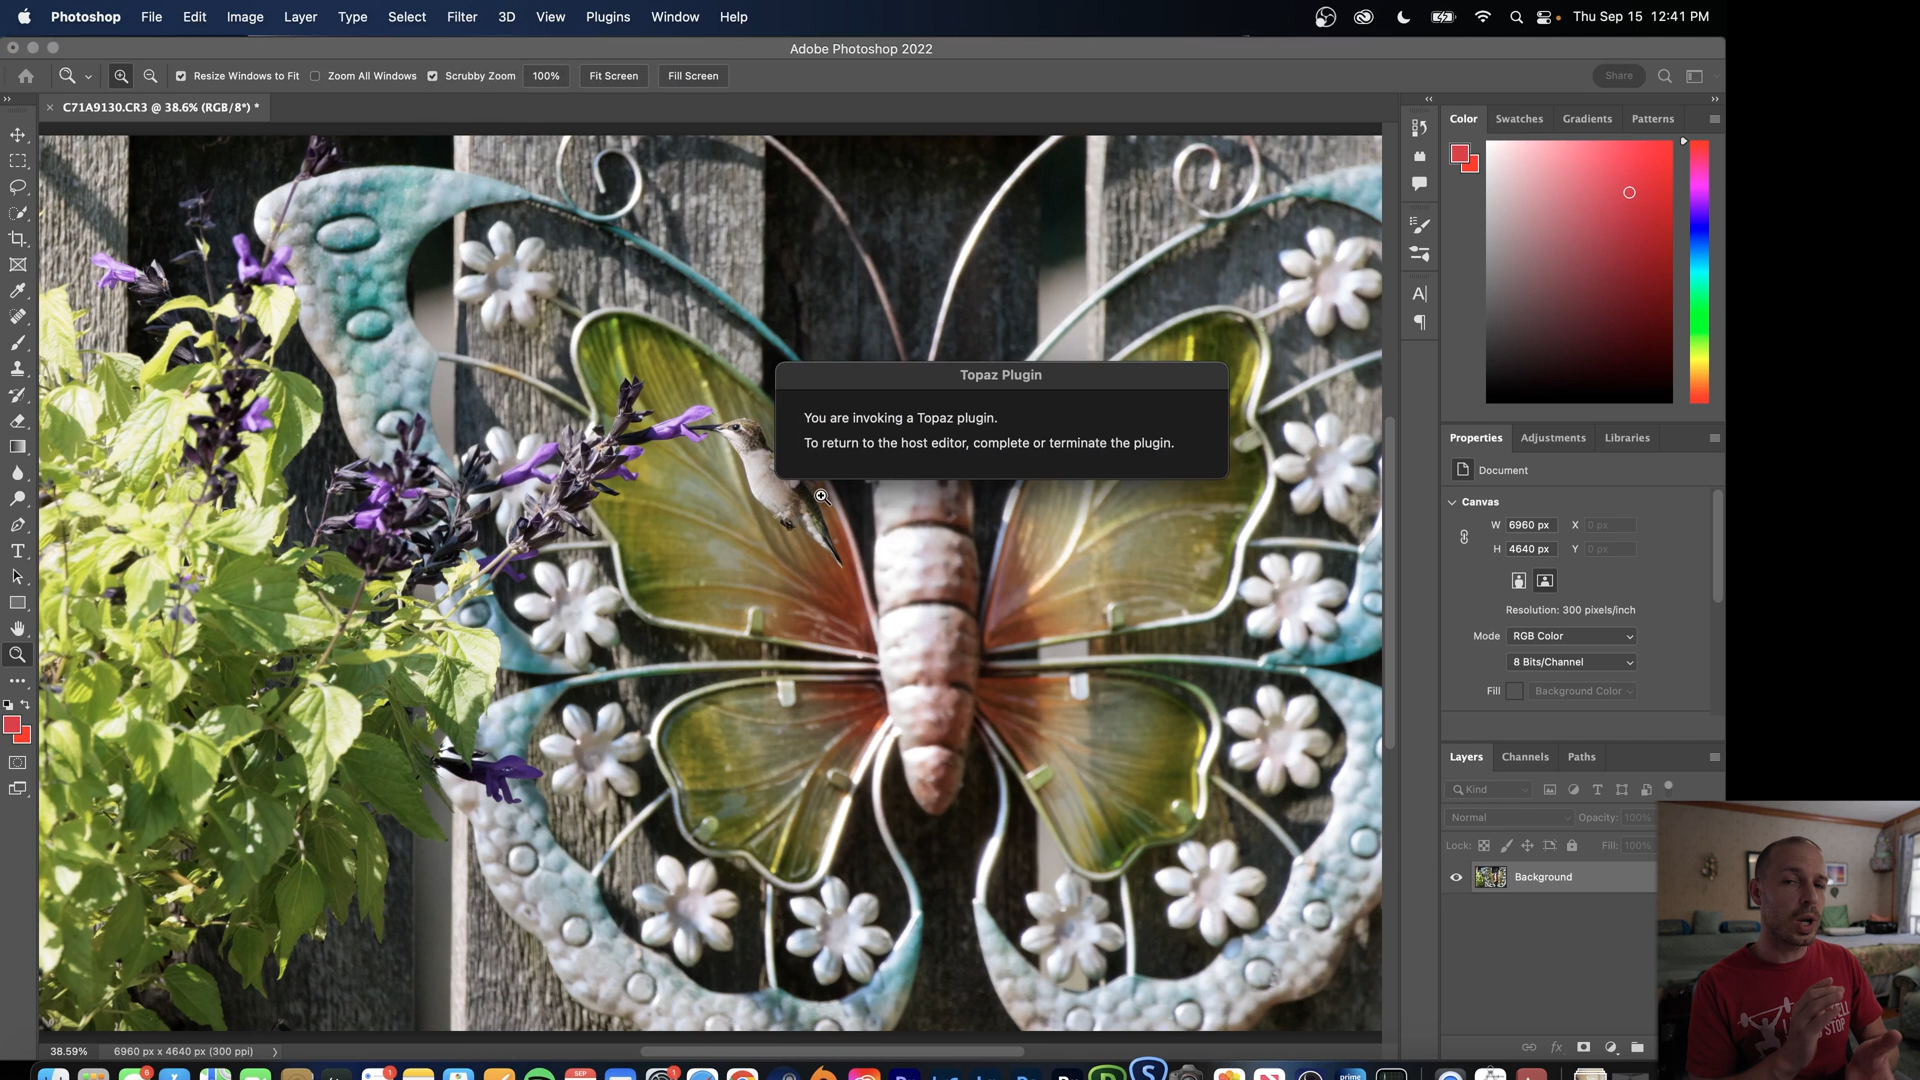 Photoshop File Edit Image Layer Type Select Filter 3D View Plugins Window Help Thu Sep 15 12:41 PM
Adobe Photoshop 2022
Resize Windows to Fit Zoom All Windows Scrubby Zoom 100% Fit Screen Fill Screen Share
C71A9130.CR3 @ 38.6% (RGB/8*) *
Color Swatches Gradients Patterns
Topaz Plugin
You are invoking a Topaz plugin.
To return to the host editor, complete or terminate the plugin.
Properties Adjustments Libraries
Document
Canvas
W 6960 px X 0 px
H 4640 px Y 0 px
Resolution: 300 pixels/inch
Mode RGB Color
8 Bits/Channel
Fill Background Color
Layers Channels Paths
Kind
Normal Opacity: 100%
Lock: Fill: 100%
Background
38.59% 6960 px x 4640 px (300 ppi)